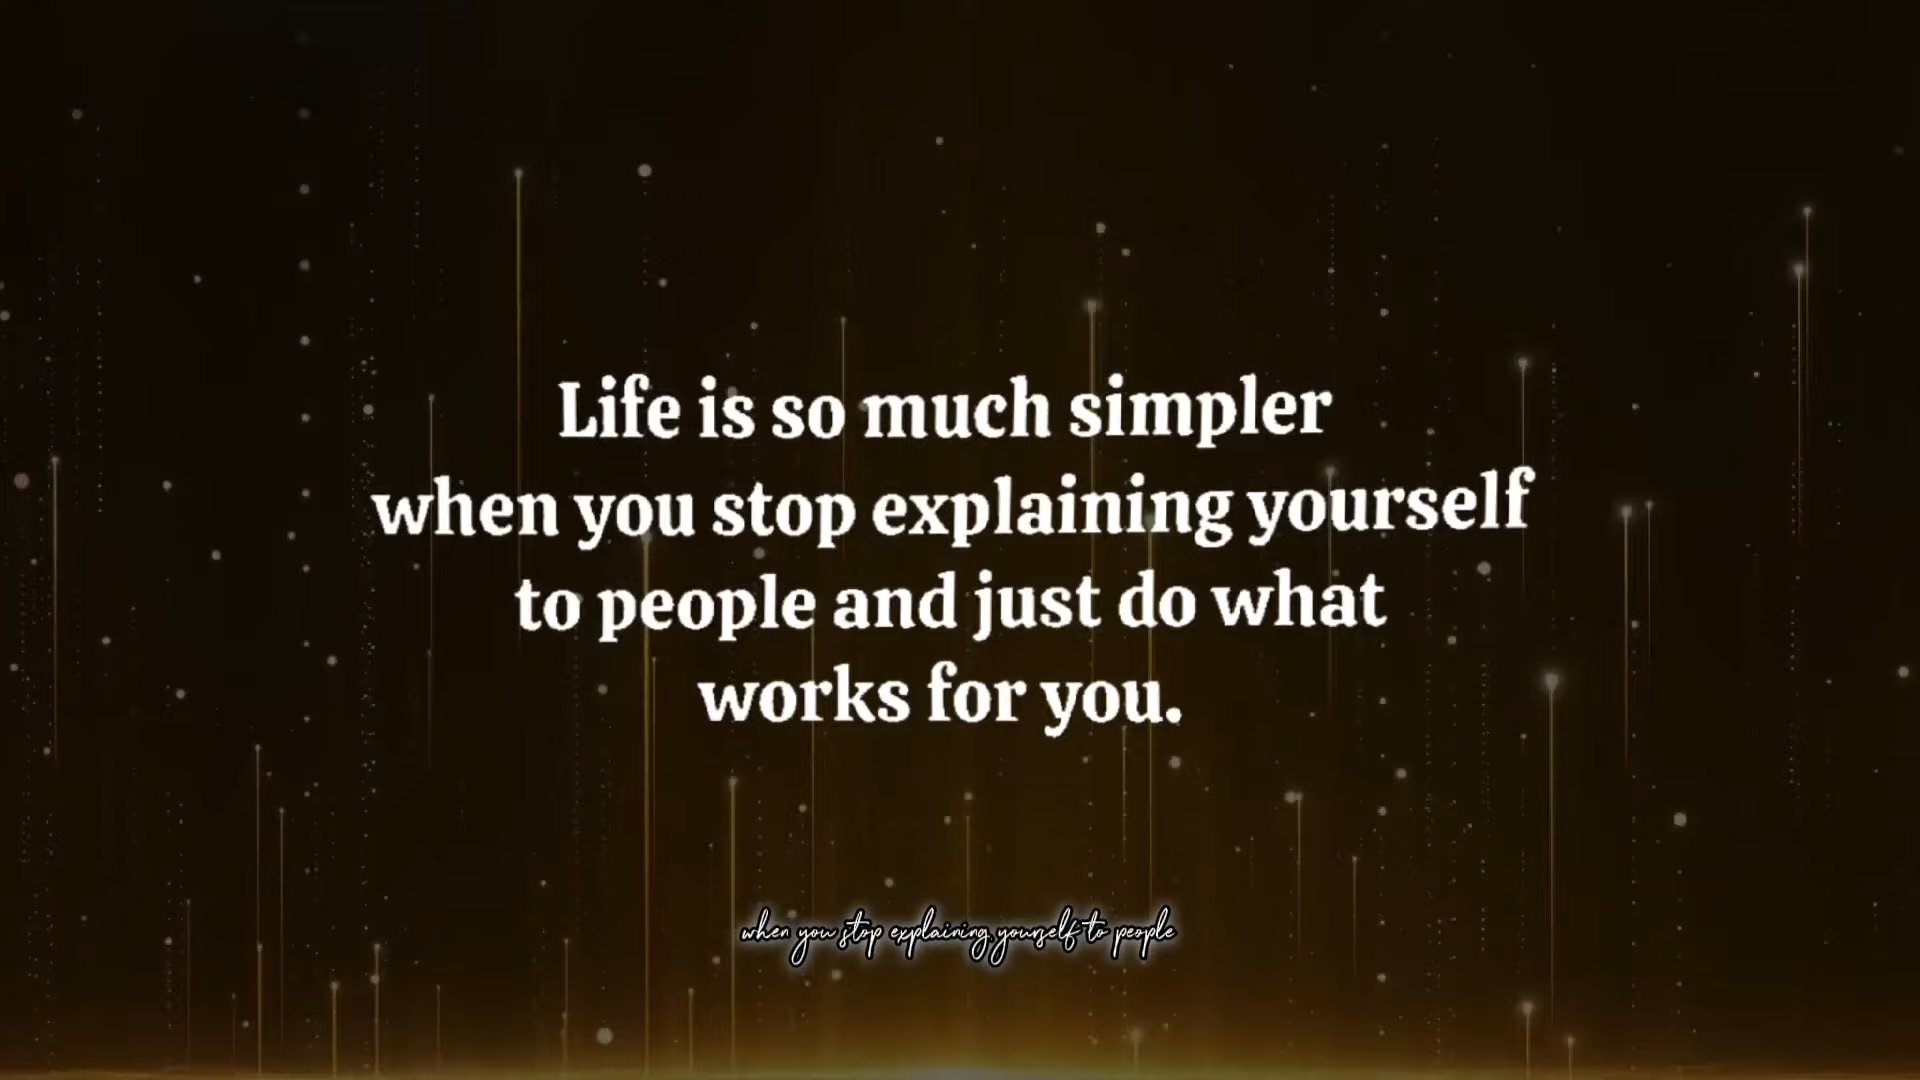 Life is so much simpler
when you stop explaining yourself
to people and just do what
works for you.
when you stop explaining yourself to people